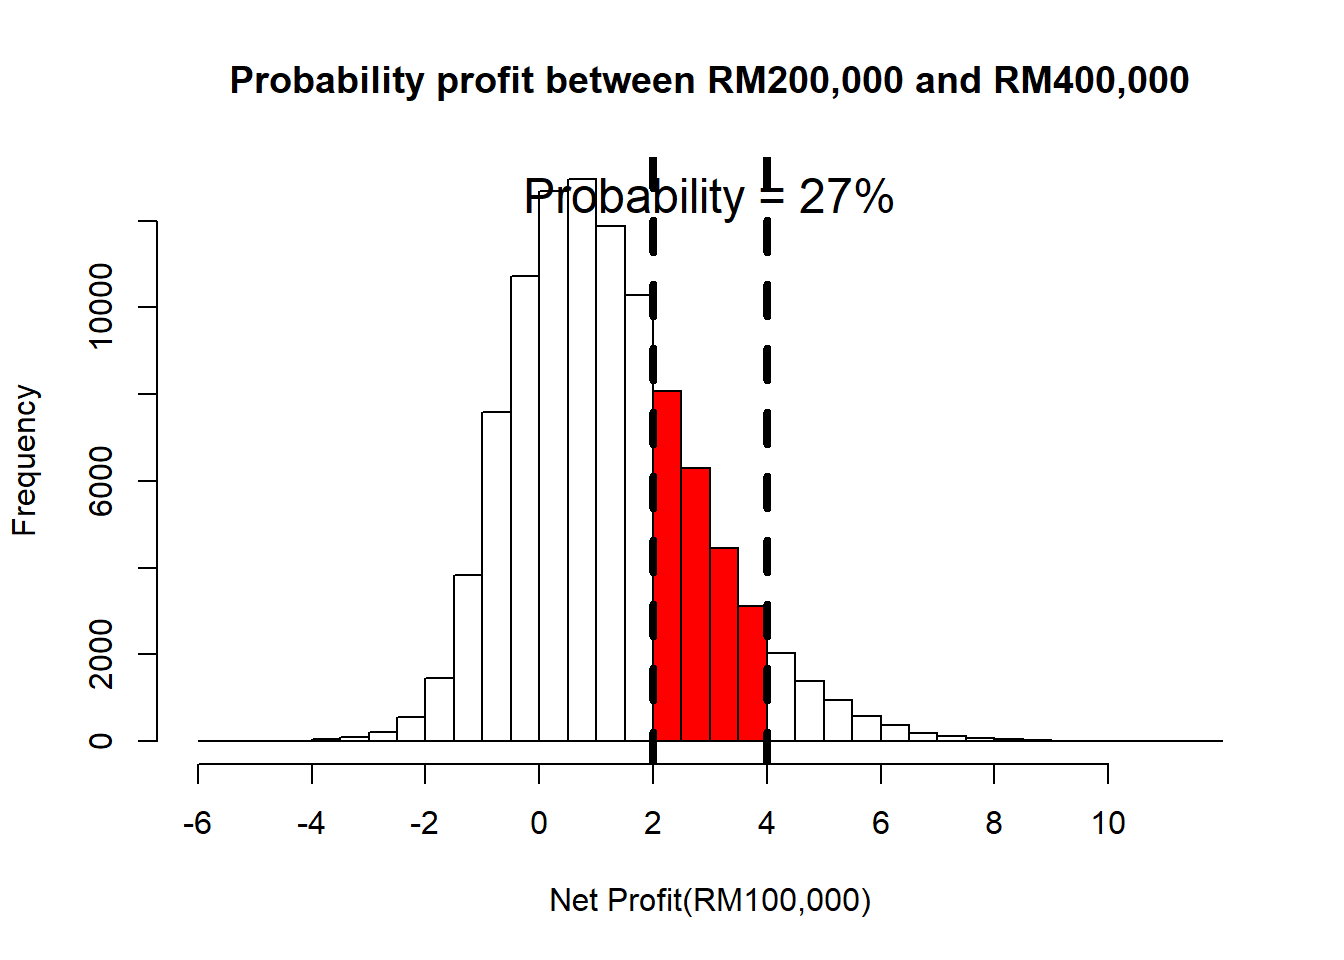 Probability profit between RM200,000 and RM400,000
Probability = 27%
Frequency
10000
6000
2000
0
-6 -4 -2 0 2 4 6 8 10
Net Profit(RM100,000)